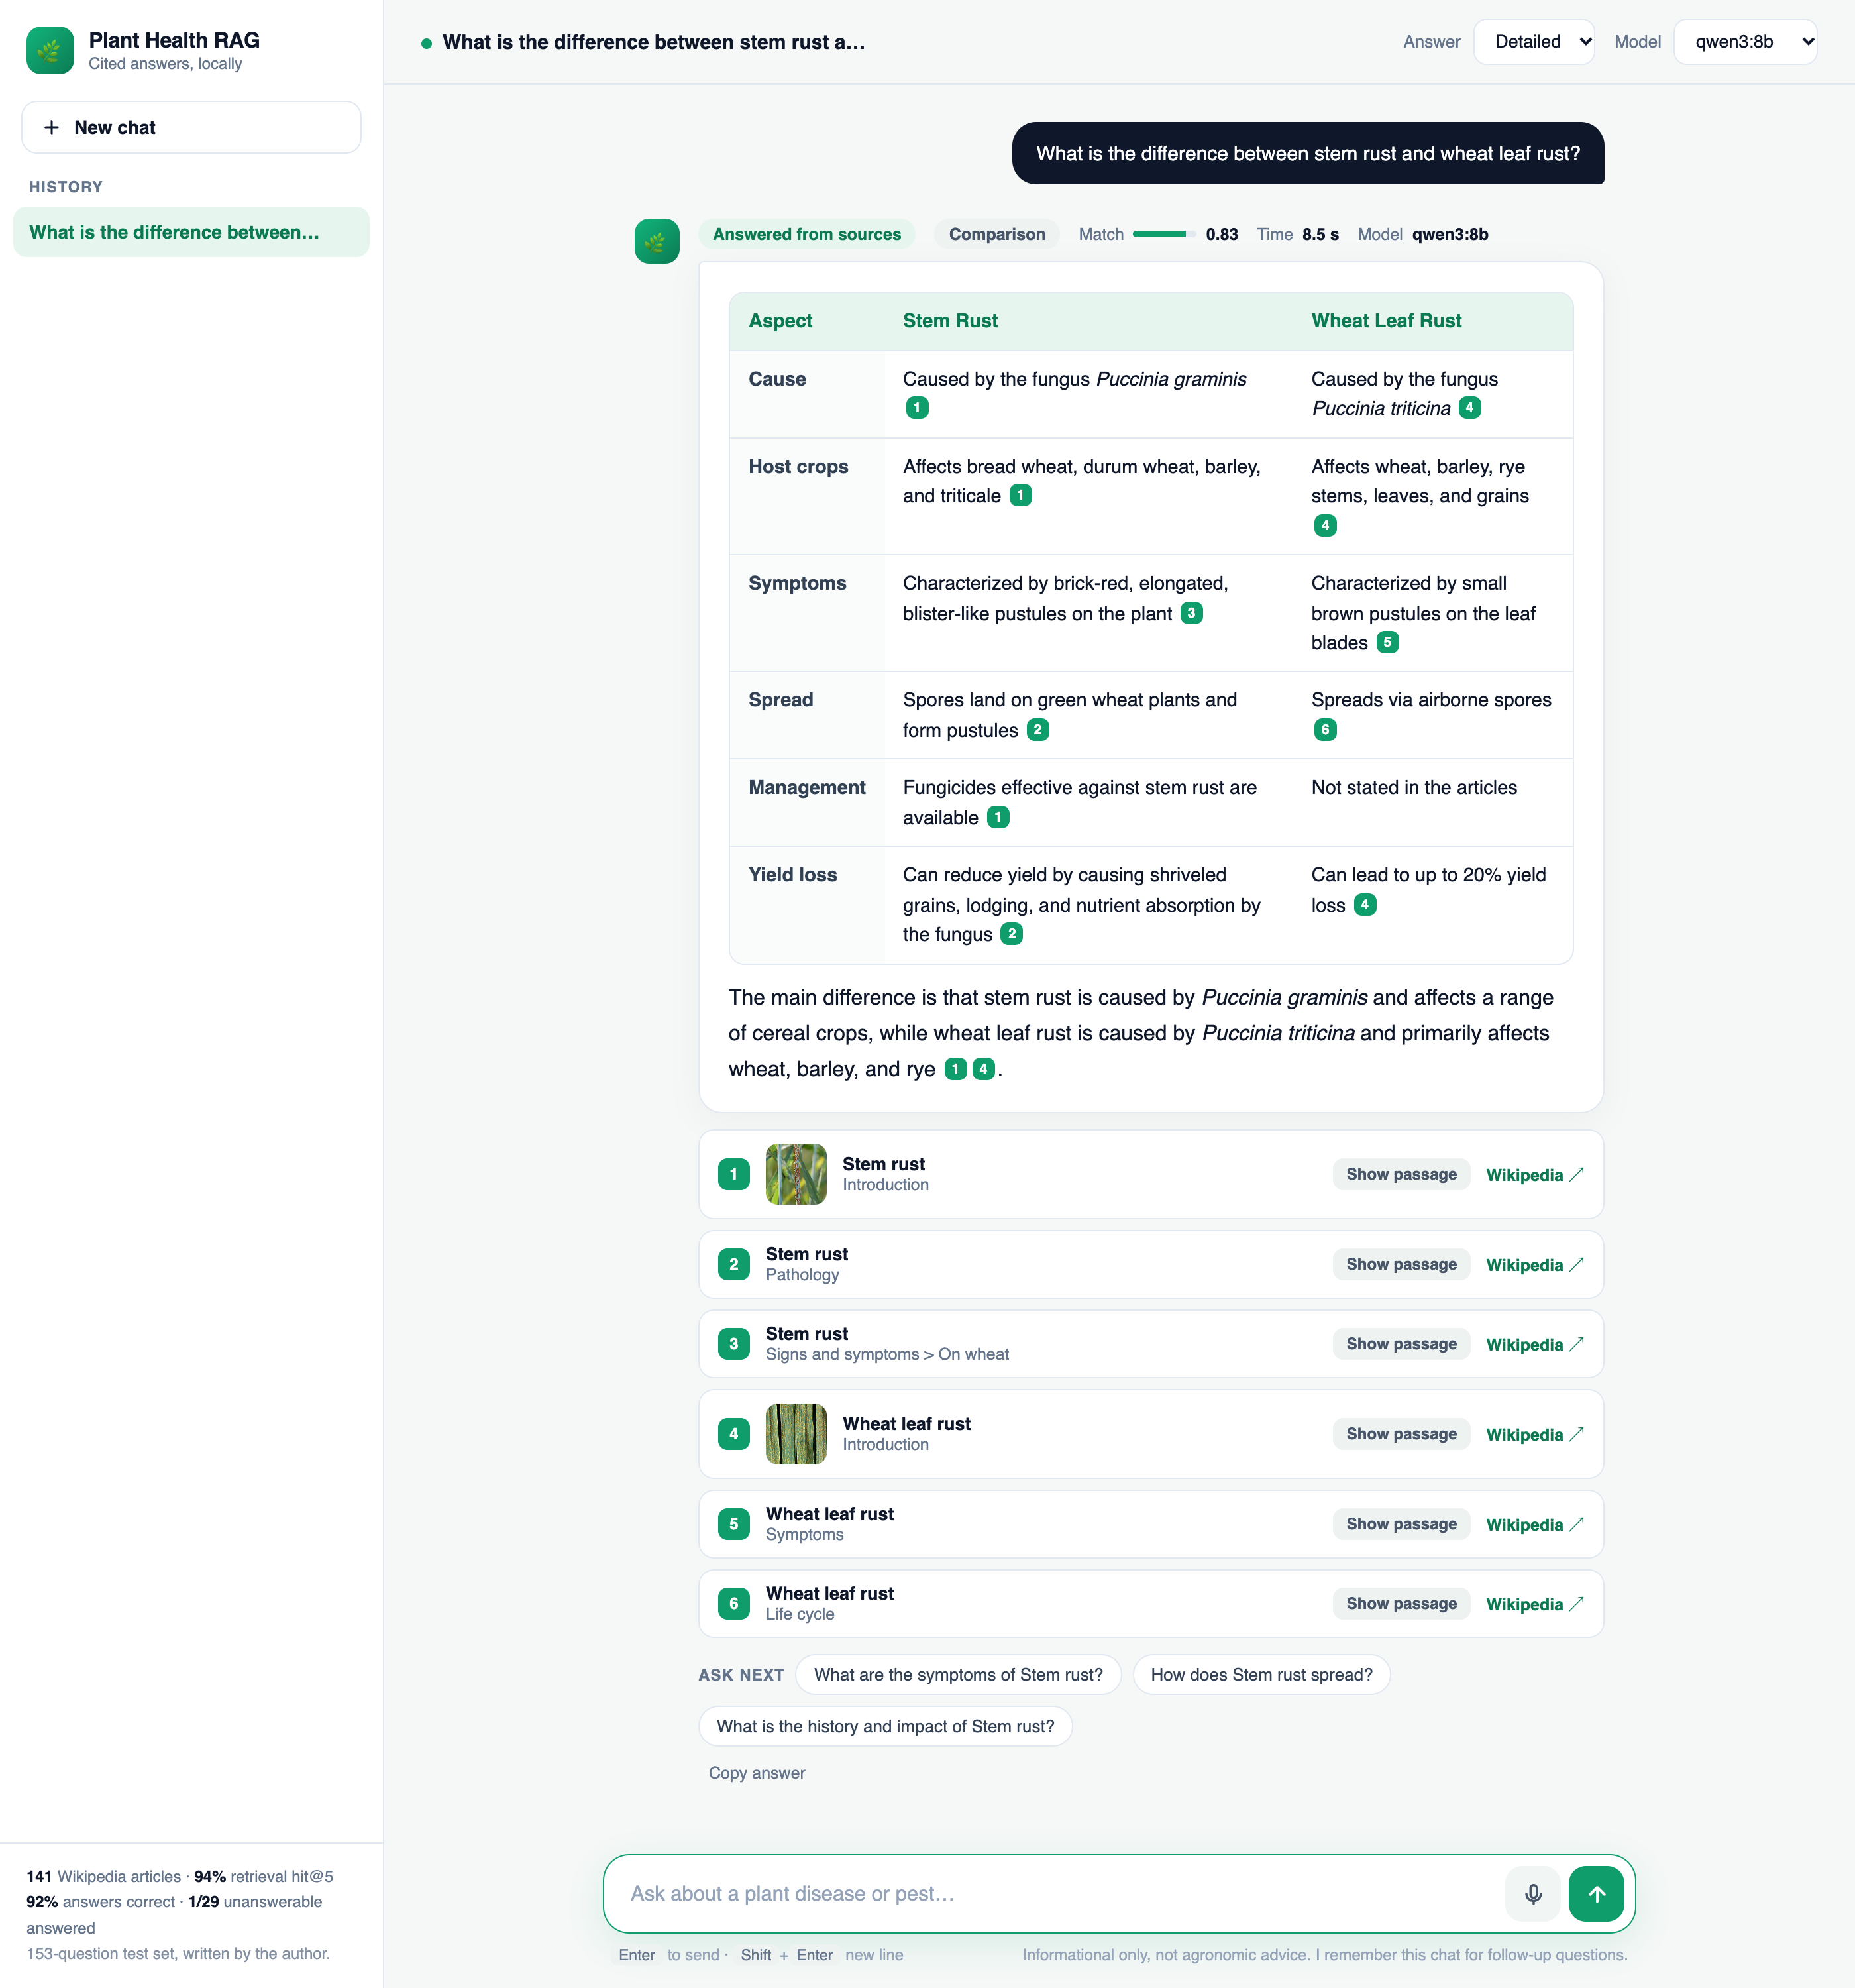 Plant Health RAG
Cited answers, locally
+ New chat
HISTORY
What is the difference between...
What is the difference between stem rust a...
Answer Detailed Model qwen3:8b
What is the difference between stem rust and wheat leaf rust?
Answered from sources Comparison Match 0.83 Time 8.5 s Model qwen3:8b
Aspect Stem Rust Wheat Leaf Rust
Cause
Caused by the fungus Puccinia graminis
1
Caused by the fungus
Puccinia triticina 4
Host crops
Affects bread wheat, durum wheat, barley,
and triticale 1
Affects wheat, barley, rye
stems, leaves, and grains
4
Symptoms
Characterized by brick-red, elongated,
blister-like pustules on the plant 3
Characterized by small
brown pustules on the leaf
blades 5
Spread
Spores land on green wheat plants and
form pustules 2
Spreads via airborne spores
6
Management
Fungicides effective against stem rust are
available 1
Not stated in the articles
Yield loss
Can reduce yield by causing shriveled
grains, lodging, and nutrient absorption by
the fungus 2
Can lead to up to 20% yield
loss 4
The main difference is that stem rust is caused by Puccinia graminis and affects a range
of cereal crops, while wheat leaf rust is caused by Puccinia triticina and primarily affects
wheat, barley, and rye 1 4.
1 Stem rust Show passage Wikipedia ↗
Introduction
2 Stem rust Show passage Wikipedia ↗
Pathology
3 Stem rust Show passage Wikipedia ↗
Signs and symptoms > On wheat
4 Wheat leaf rust Show passage Wikipedia ↗
Introduction
5 Wheat leaf rust Show passage Wikipedia ↗
Symptoms
6 Wheat leaf rust Show passage Wikipedia ↗
Life cycle
ASK NEXT What are the symptoms of Stem rust? How does Stem rust spread?
What is the history and impact of Stem rust?
Copy answer
141 Wikipedia articles · 94% retrieval hit@5
92% answers correct · 1/29 unanswerable
answered
153-question test set, written by the author.
Ask about a plant disease or pest...
Enter to send · Shift + Enter new line
Informational only, not agronomic advice. I remember this chat for follow-up questions.